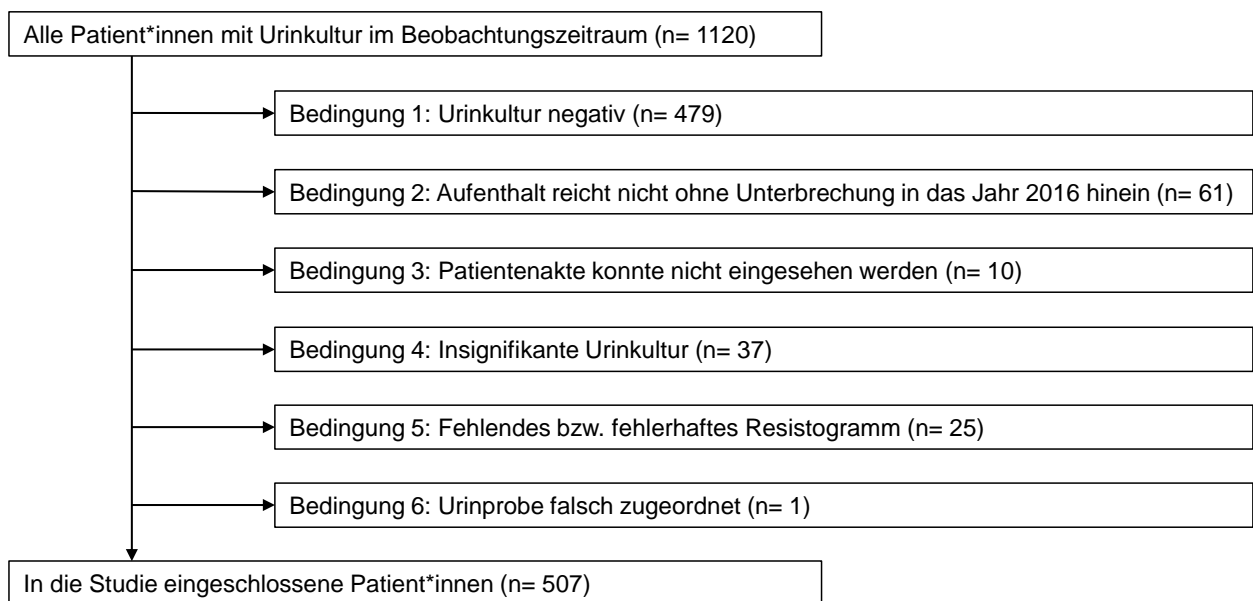 Alle Patient*innen mit Urinkultur im Beobachtungszeitraum (n= 1120)
Bedingung 1: Urinkultur negativ (n= 479)
Bedingung 2: Aufenthalt reicht nicht ohne Unterbrechung in das Jahr 2016 hinein (n= 61)
Bedingung 3: Patientenakte konnte nicht eingesehen werden (n= 10)
Bedingung 4: Insignifikante Urinkultur (n= 37)
Bedingung 5: Fehlendes bzw. fehlerhaftes Resistogramm (n= 25)
Bedingung 6: Urinprobe falsch zugeordnet (n= 1)
In die Studie eingeschlossene Patient*innen (n= 507)